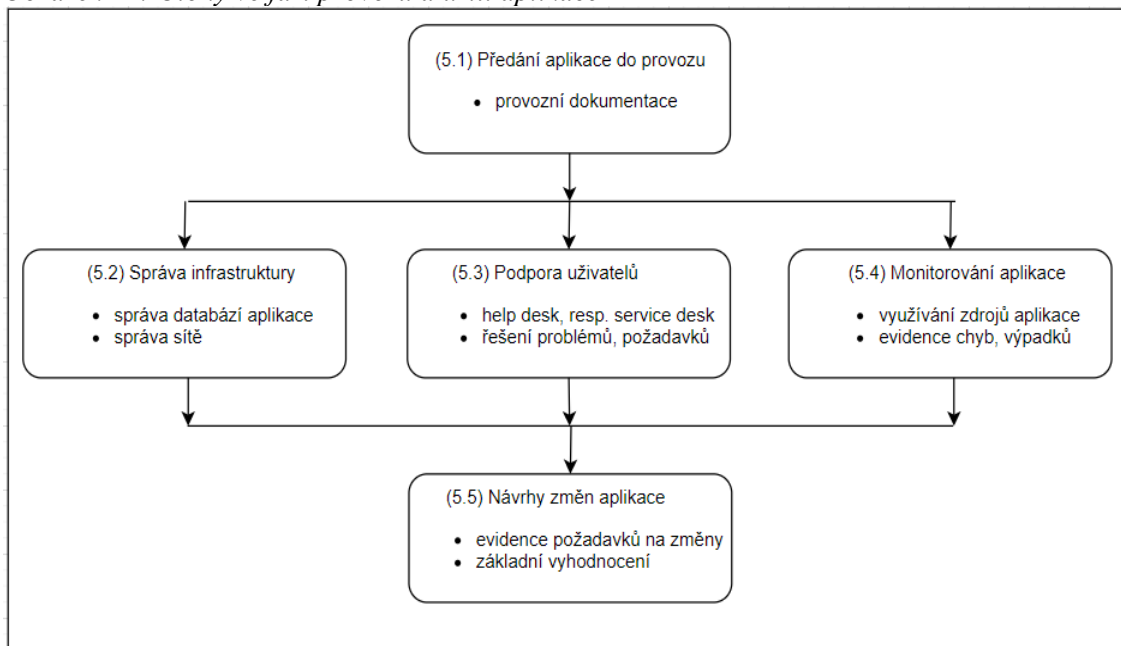 (5.1) Předání aplikace do provozu
• provozní dokumentace
(5.2) Správa infrastruktury
• správa databází aplikace
• správa sítě
(5.3) Podpora uživatelů
• help desk, resp. service desk
• řešení problémů, požadavků
(5.4) Monitorování aplikace
• využívání zdrojů aplikace
• evidence chyb, výpadků
(5.5) Návrhy změn aplikace
• evidence požadavků na změny
• základní vyhodnocení